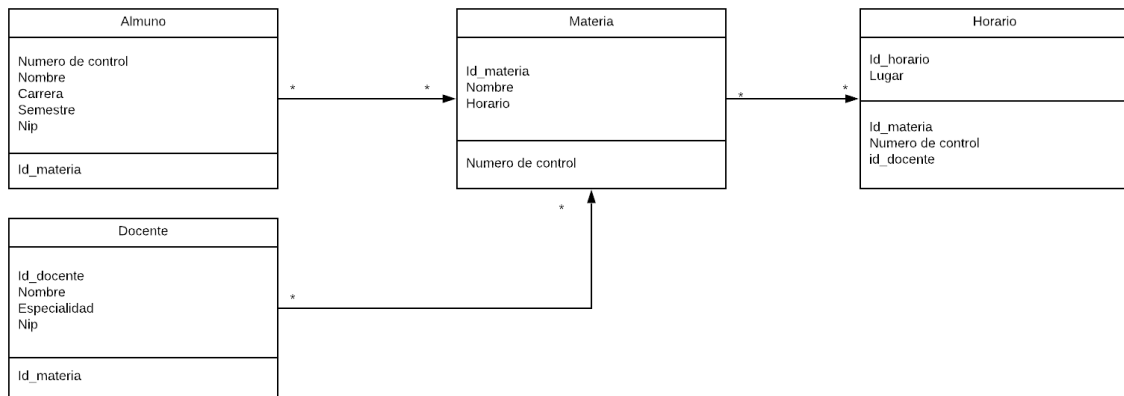 Almuno
Numero de control
Nombre
Carrera
Semestre
Nip
Id_materia
*
*
Materia
Id_materia
Nombre
Horario
Numero de control
*
*
Horario
Id_horario
Lugar
Id_materia
Numero de control
id_docente
Docente
Id_docente
Nombre
Especialidad
Nip
Id_materia
*
*